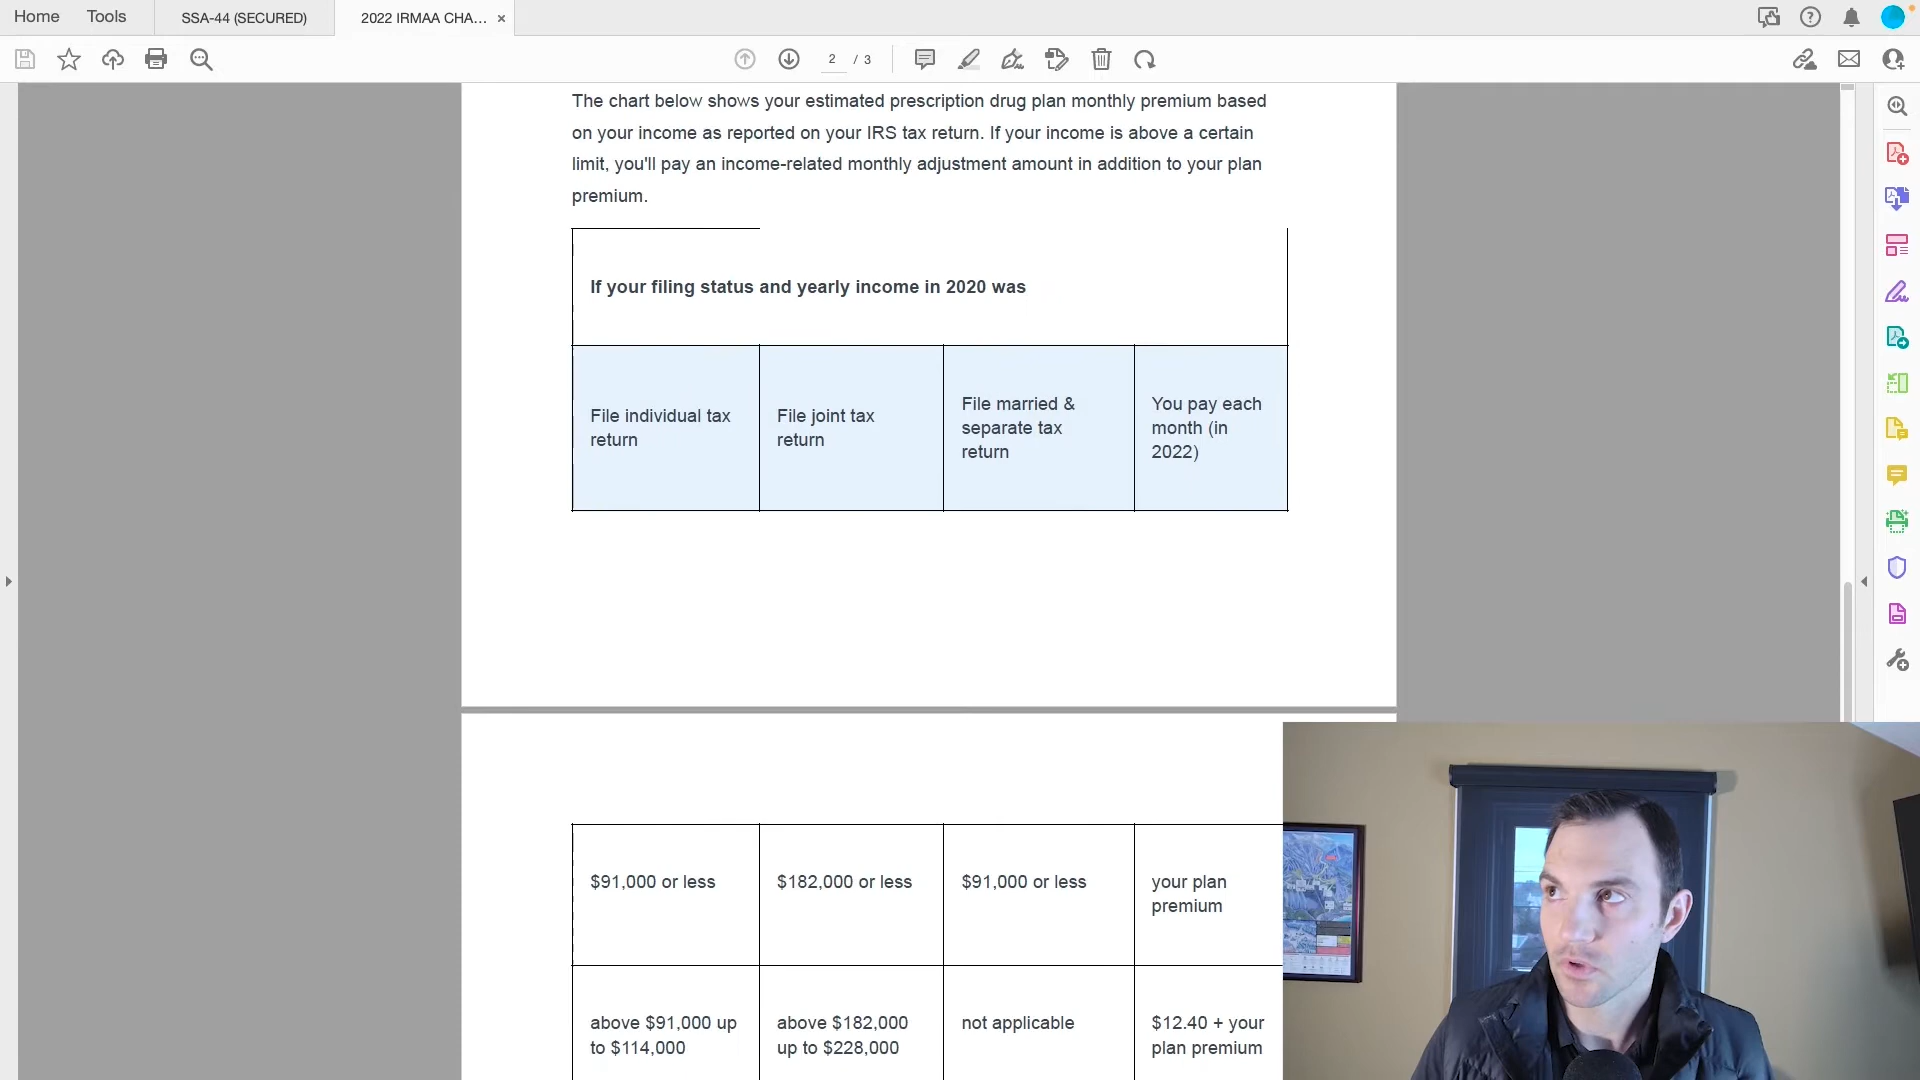 Home
Tools
SSA-44 (SECURED)
2022 IRMAA CHA... ×
2 / 3
The chart below shows your estimated prescription drug plan monthly premium based
on your income as reported on your IRS tax return. If your income is above a certain
limit, you'll pay an income-related monthly adjustment amount in addition to your plan
premium.
If your filing status and yearly income in 2020 was
File individual tax
return
File joint tax
return
File married &
separate tax
return
You pay each
month (in
2022)
$91,000 or less
$182,000 or less
$91,000 or less
your plan
premium
above $91,000 up
to $114,000
above $182,000
up to $228,000
not applicable
$12.40 + your
plan premium